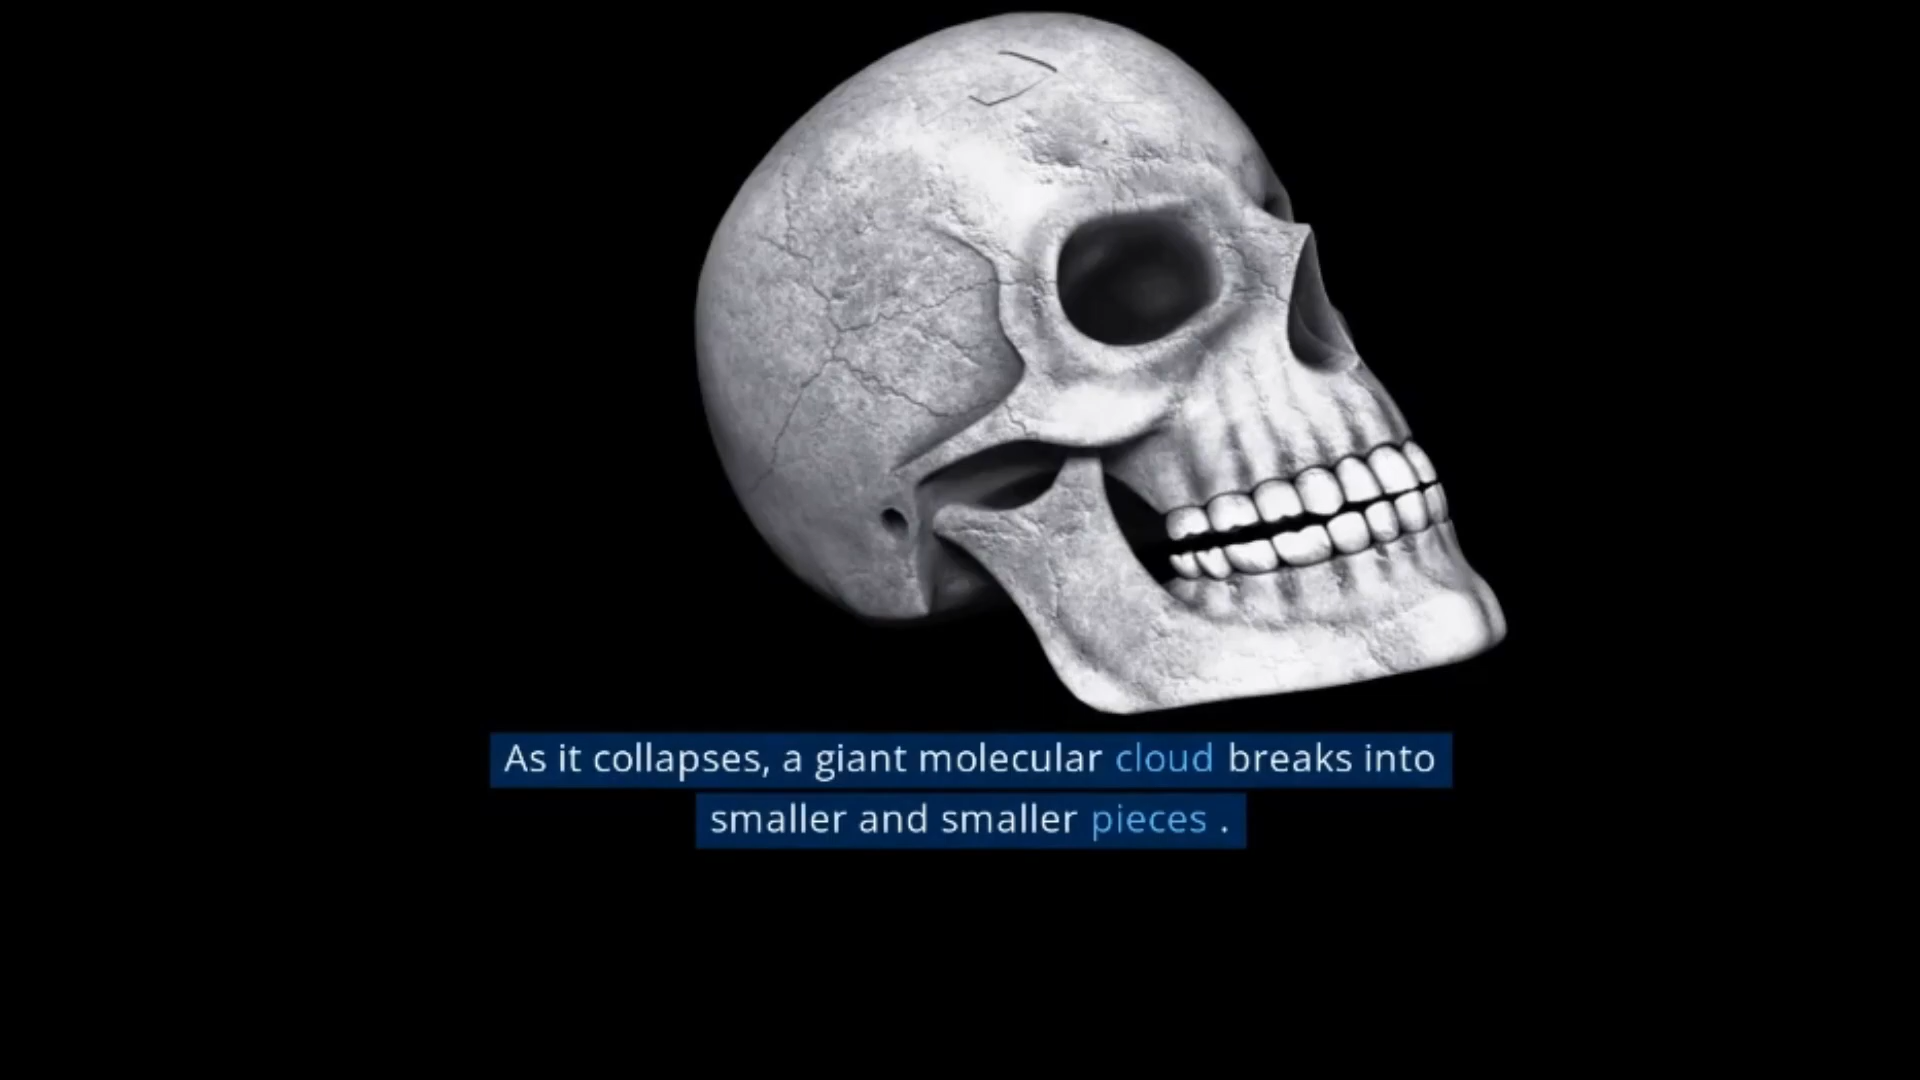 As it collapses, a giant molecular cloud breaks into
smaller and smaller pieces .